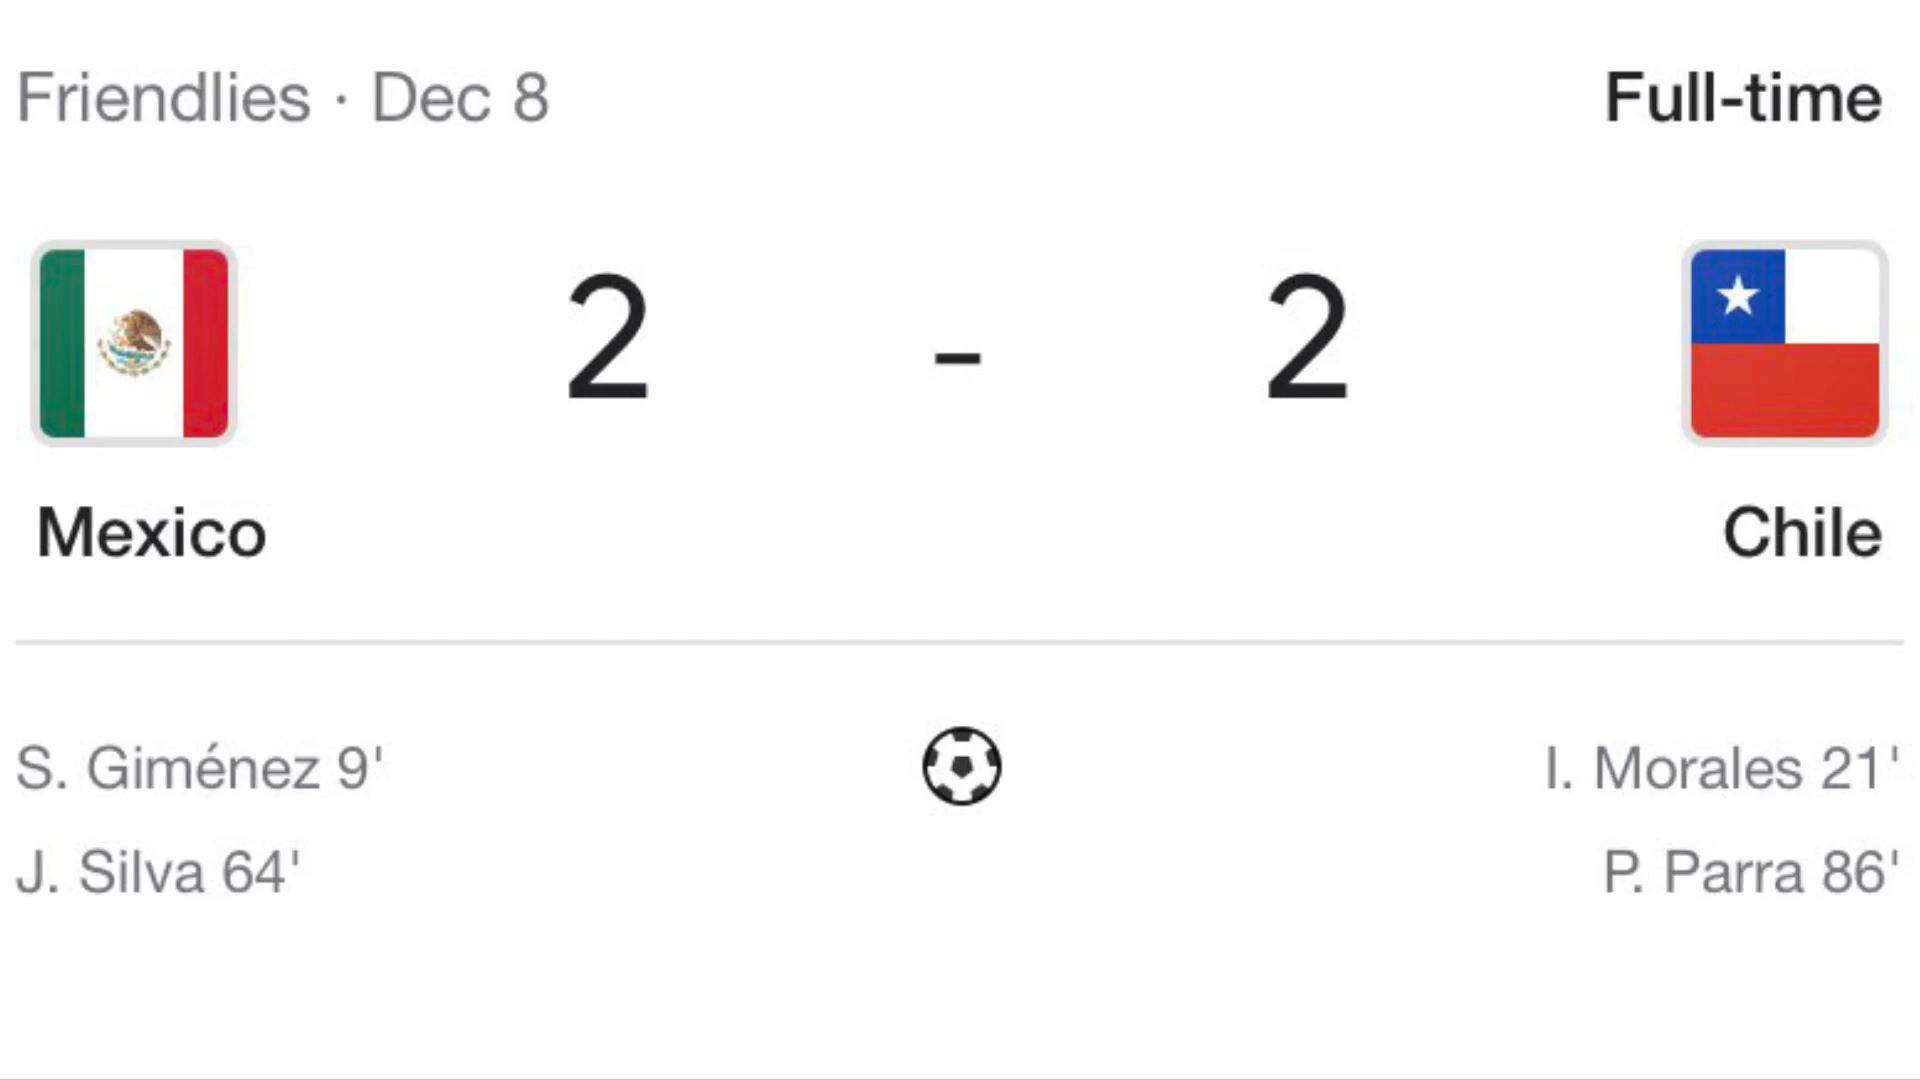 Friendlies · Dec 8
Full-time
2 - 2
Mexico
Chile
S. Giménez 9'
I. Morales 21'
J. Silva 64'
P. Parra 86'